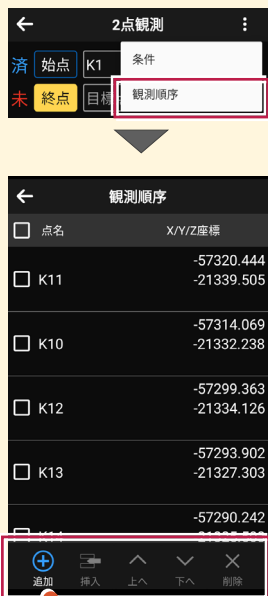 2点観測
済 始点 K1
条件
未 終点 目標
観測順序
観測順序
点名 X/Y/Z座標
-57320.444
K11 -21339.505
-57314.069
K10 -21332.238
-57299.363
K12 -21334.126
-57293.902
K13 -21327.303
-57290.242
追加 挿入 上へ 下へ 削除